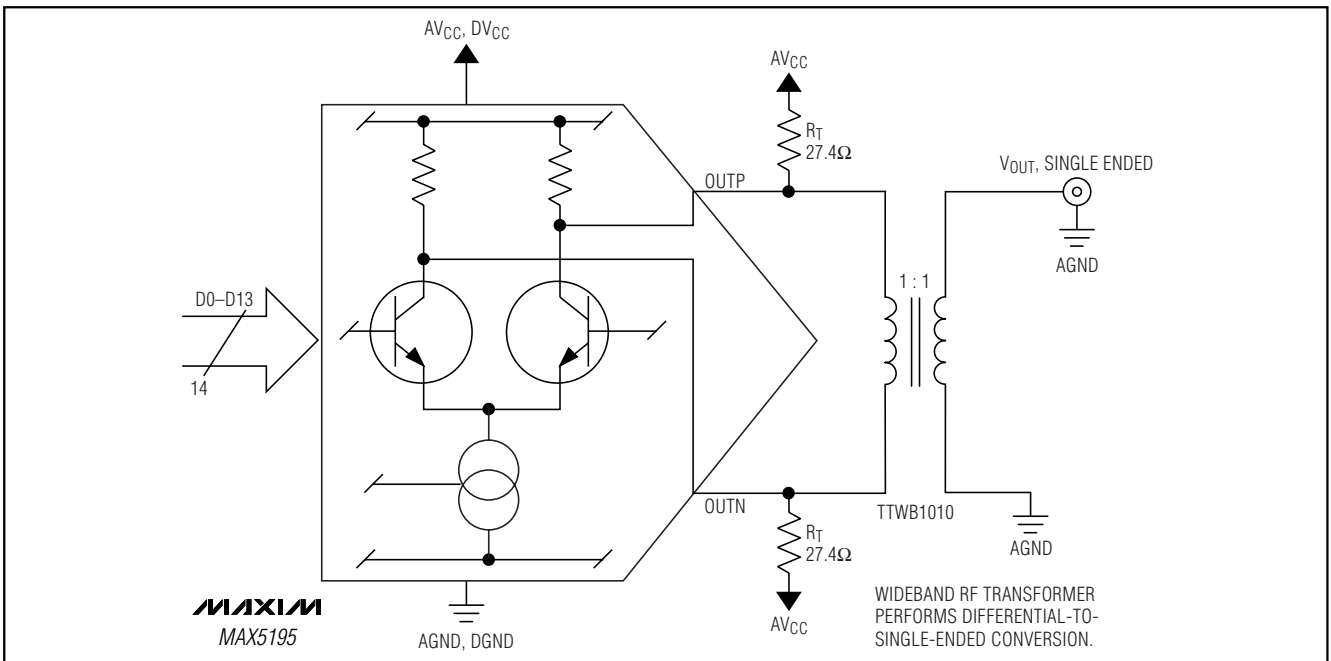 AVCC, DVCC
AVCC
RT
27.4Ω
OUTP
VOUT, SINGLE ENDED
AGND
1 : 1
D0–D13
14
OUTN
TTWB1010
AGND
RT
27.4Ω
AVCC
WIDEBAND RF TRANSFORMER
PERFORMS DIFFERENTIAL-TO-
SINGLE-ENDED CONVERSION.
MAXIM
MAX5195
AGND, DGND